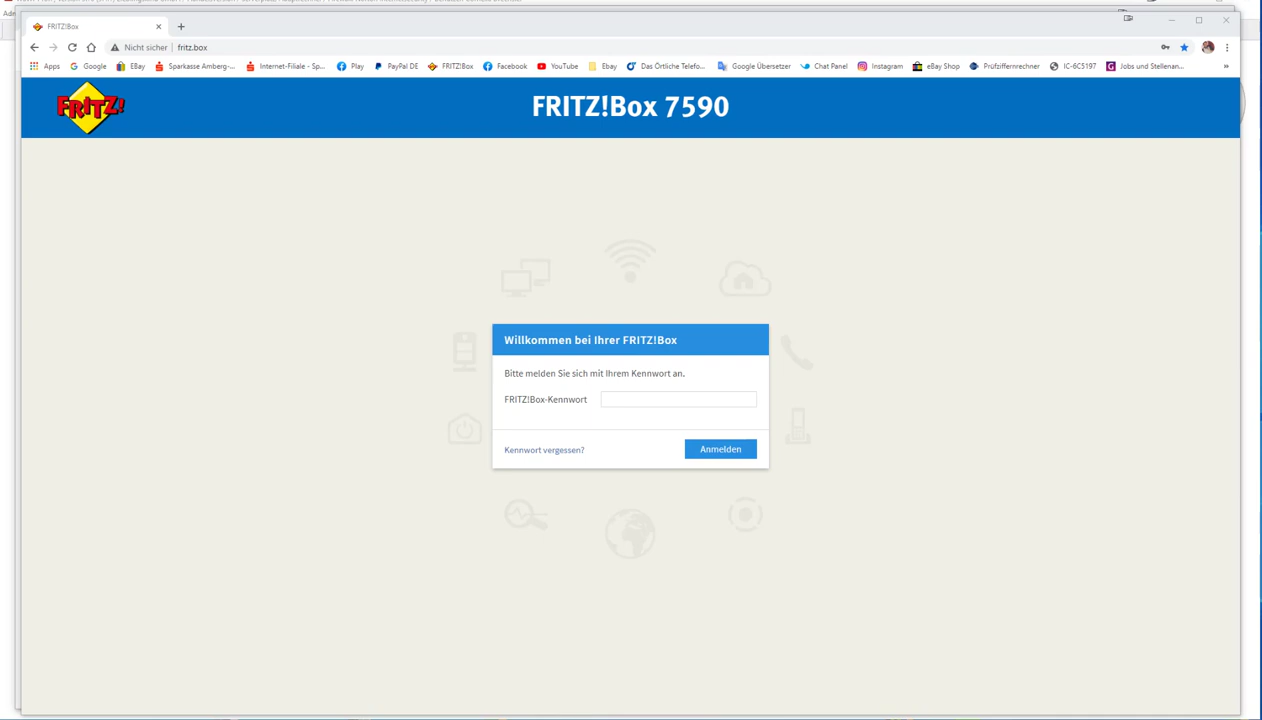 FRITZ!Box
Nicht sicher
fritz.box
Apps
Google
EBay
Sparkasse Amberg-...
Internet-Filiale - Sp...
Play
PayPal DE
FRITZ!Box
Facebook
YouTube
Ebay
Das Örtliche Telefo...
Google Übersetzer
Chat Panel
Instagram
eBay Shop
Prüfziffernrechner
IC-6C5197
Jobs und Stellenan...
»
FRITZ!
FRITZ!Box 7590
Willkommen bei Ihrer FRITZ!Box
Bitte melden Sie sich mit Ihrem Kennwort an.
FRITZ!Box-Kennwort
Kennwort vergessen?
Anmelden